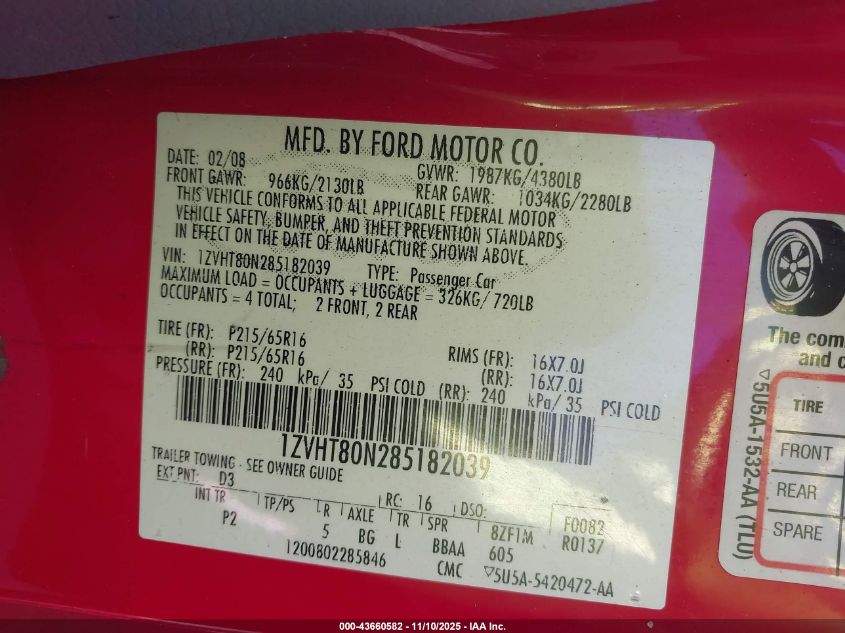 MFD. BY FORD MOTOR CO.
DATE: 02/08 GVWR: 1987KG/4380LB
FRONT GAWR: 966KG/2130LB REAR GAWR: 1034KG/2280LB
THIS VEHICLE CONFORMS TO ALL APPLICABLE FEDERAL MOTOR
VEHICLE SAFETY, BUMPER, AND THEFT PREVENTION STANDARDS
IN EFFECT ON THE DATE OF MANUFACTURE SHOWN ABOVE.
VIN: 1ZVHT80N285182039 TYPE: Passenger Car
MAXIMUM LOAD = OCCUPANTS + LUGGAGE = 326KG/ 720LB
OCCUPANTS = 4 TOTAL; 2 FRONT, 2 REAR
TIRE (FR): P215/65R16 RIMS (FR): 16X7.0J
(RR): P215/65R16 (RR): 16X7.0J
PRESSURE (FR): 240 kPa/ 35 PSI COLD (RR): 240 kPa/ 35 PSI COLD
1ZVHT80N285182039
TRAILER TOWING - SEE OWNER GUIDE
EXT PNT: D3 RC: 16 DSO: F0082
INT TR TP/PS R AXLE TR SPR 8ZF1M R0137
P2 5 BG L BBAA 605
1200802285846 CMC ▽5U5A-5420472-AA
The com
and c
TIRE
FRONT
REAR
SPARE
▽5U5A-1532-AA (TL0)
000-43660582 — 11/10/2025 — IAA Inc.